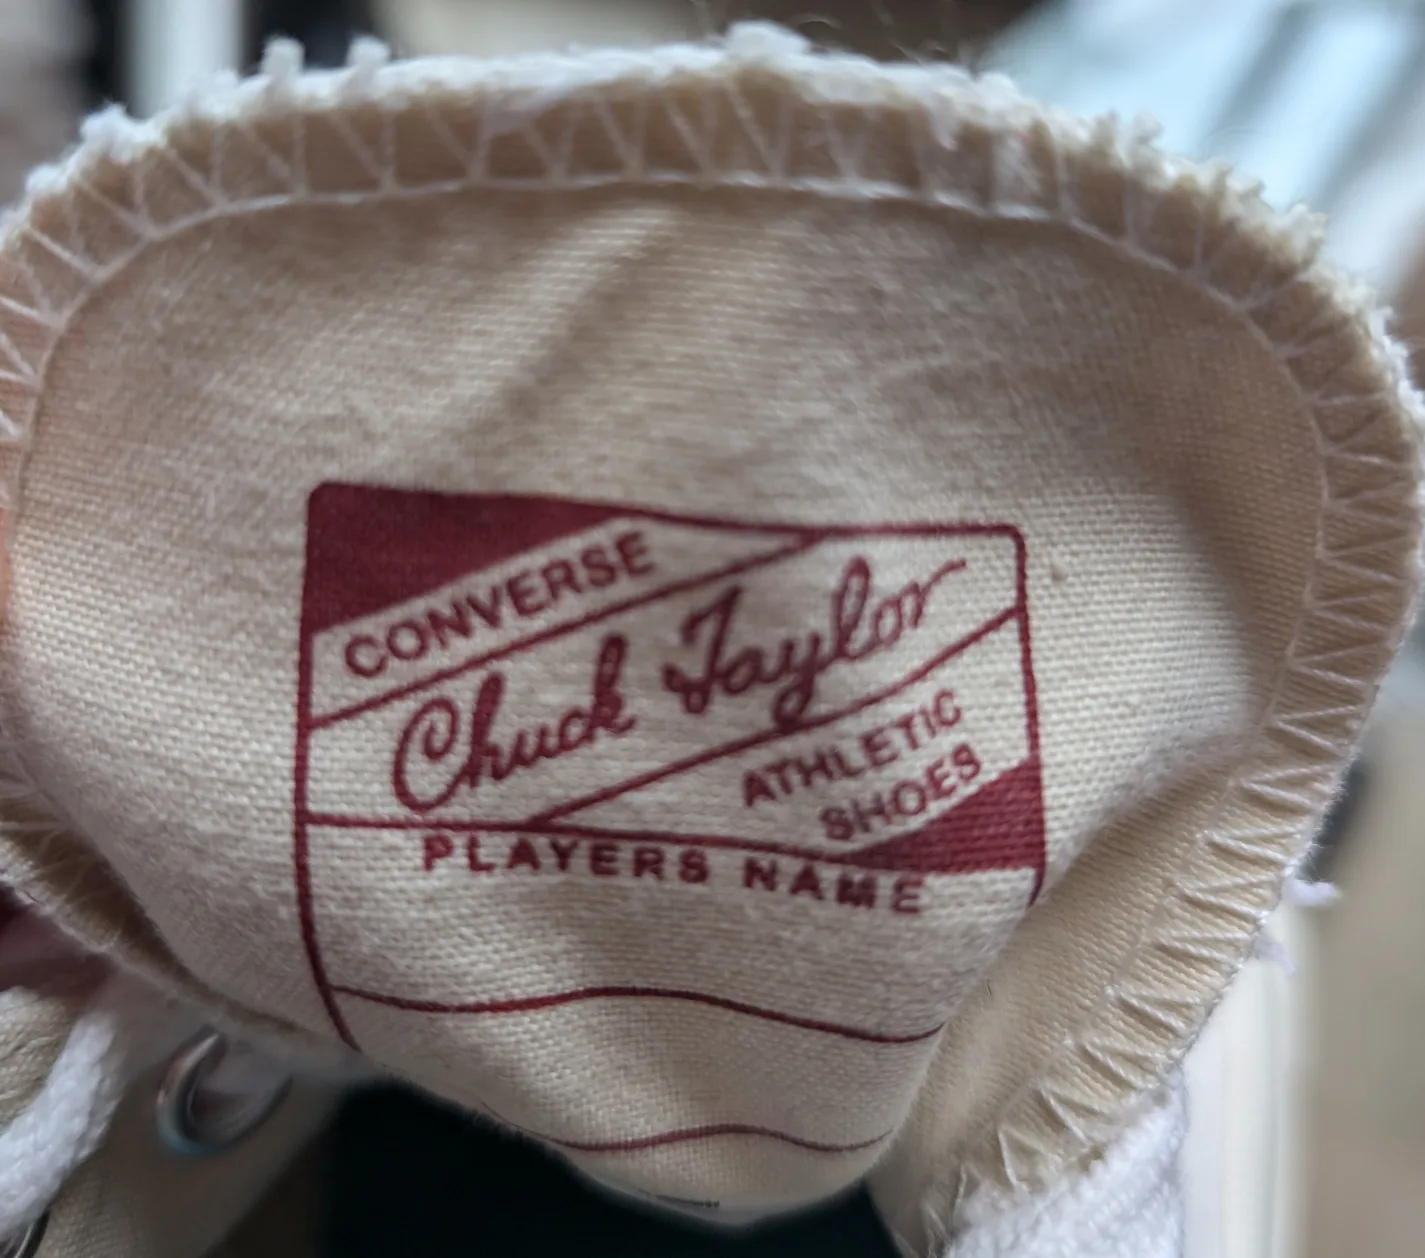 CONVERSE
Chuck Taylor
ATHLETIC
SHOES
PLAYERS NAME